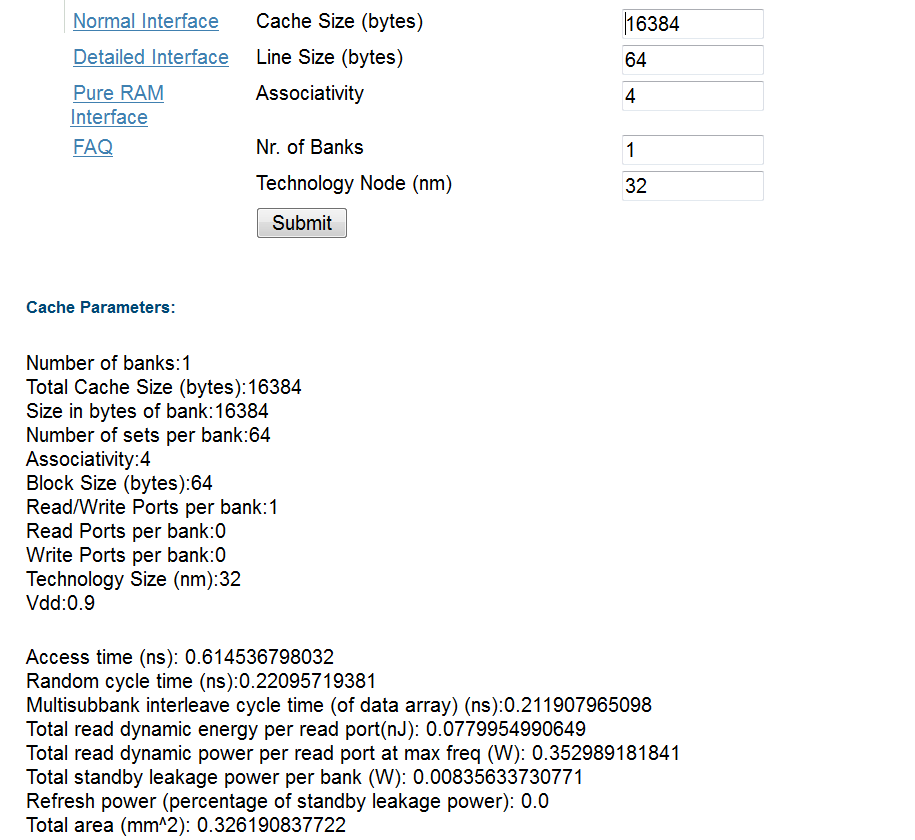 Normal Interface Cache Size (bytes) 16384
Detailed Interface Line Size (bytes) 64
Pure RAM Associativity 4
Interface
FAQ Nr. of Banks 1
Technology Node (nm) 32
Submit
Cache Parameters:
Number of banks:1
Total Cache Size (bytes):16384
Size in bytes of bank:16384
Number of sets per bank:64
Associativity:4
Block Size (bytes):64
Read/Write Ports per bank:1
Read Ports per bank:0
Write Ports per bank:0
Technology Size (nm):32
Vdd:0.9
Access time (ns): 0.614536798032
Random cycle time (ns):0.22095719381
Multisubbank interleave cycle time (of data array) (ns):0.211907965098
Total read dynamic energy per read port(nJ): 0.0779954990649
Total read dynamic power per read port at max freq (W): 0.352989181841
Total standby leakage power per bank (W): 0.00835633730771
Refresh power (percentage of standby leakage power): 0.0
Total area (mm^2): 0.326190837722